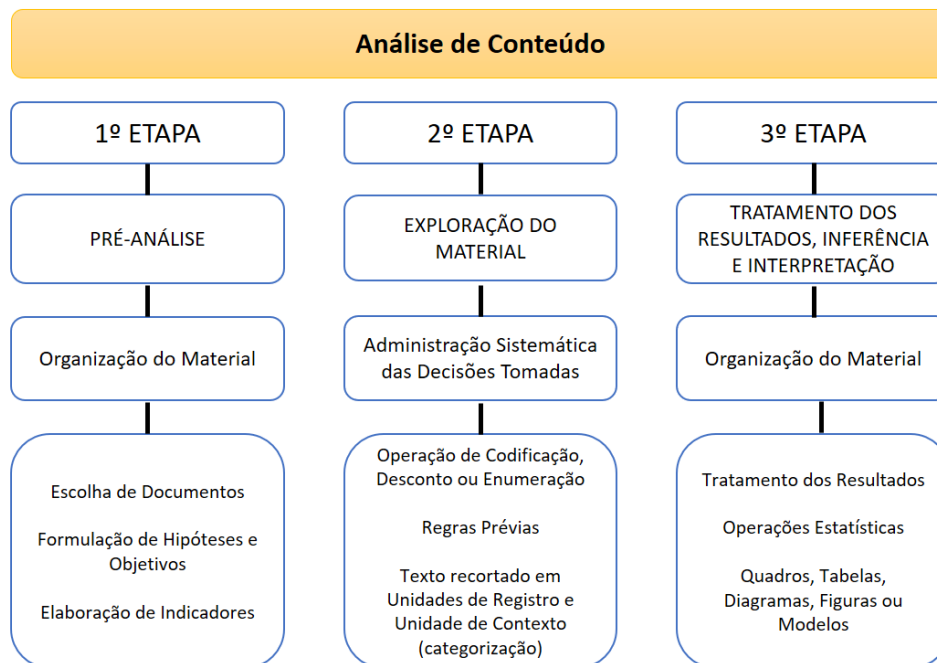 Análise de Conteúdo
1º ETAPA
PRÉ-ANÁLISE
Organização do Material
Escolha de Documentos
Formulação de Hipóteses e
Objetivos
Elaboração de Indicadores
2º ETAPA
EXPLORAÇÃO DO
MATERIAL
Administração Sistemática
das Decisões Tomadas
Operação de Codificação,
Desconto ou Enumeração
Regras Prévias
Texto recortado em
Unidades de Registro e
Unidade de Contexto
(categorização)
3º ETAPA
TRATAMENTO DOS
RESULTADOS, INFERÊNCIA
E INTERPRETAÇÃO
Organização do Material
Tratamento dos Resultados
Operações Estatísticas
Quadros, Tabelas,
Diagramas, Figuras ou
Modelos